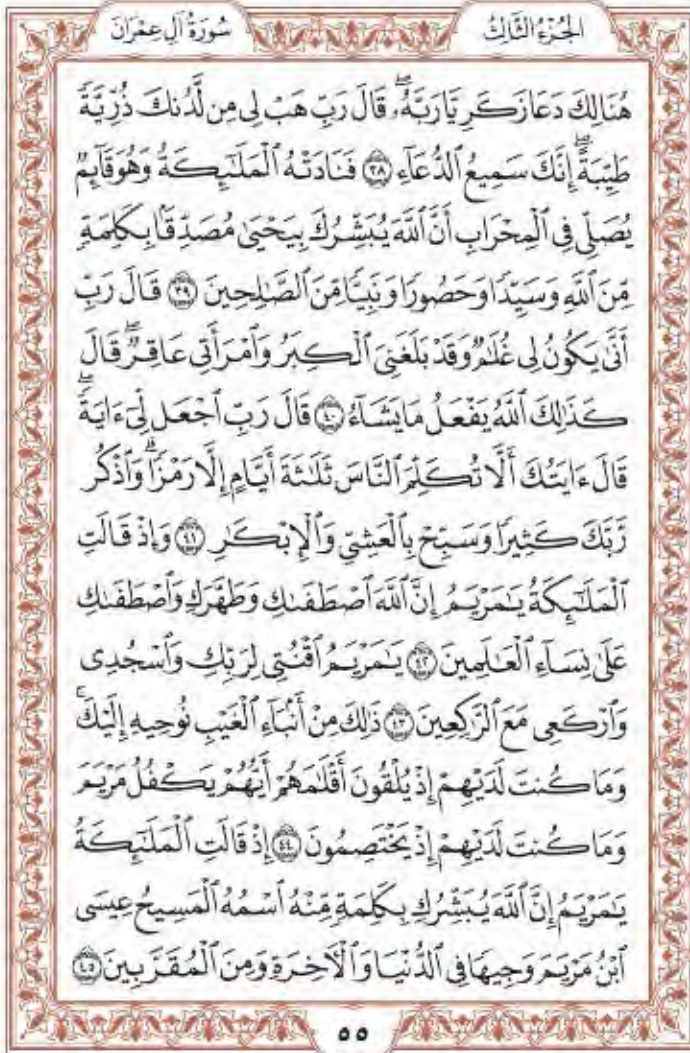 الجُزْءُ الثَّالِثُ
سُورَةُ آلِ عِمْرَانَ
هُنَالِكَ دَعَا زَكَرِيَّا رَبَّهُۥۖ قَالَ رَبِّ هَبْ لِى مِن لَّدُنكَ ذُرِّيَّةً
طَيِّبَةًۖ إِنَّكَ سَمِيعُ ٱلدُّعَآءِ ٣٨ فَنَادَتْهُ ٱلْمَلَٰٓئِكَةُ وَهُوَ قَآئِمٌ
يُصَلِّى فِى ٱلْمِحْرَابِ أَنَّ ٱللَّهَ يُبَشِّرُكَ بِيَحْيَىٰ مُصَدِّقًۢا بِكَلِمَةٍ
مِّنَ ٱللَّهِ وَسَيِّدًا وَحَصُورًا وَنَبِيًّا مِّنَ ٱلصَّٰلِحِينَ ٣٩ قَالَ رَبِّ
أَنَّىٰ يَكُونُ لِى غُلَٰمٌ وَقَدْ بَلَغَنِىَ ٱلْكِبَرُ وَٱمْرَأَتِى عَاقِرٌۖ قَالَ
كَذَٰلِكَ ٱللَّهُ يَفْعَلُ مَا يَشَآءُ ٤٠ قَالَ رَبِّ ٱجْعَل لِّىٓ ءَايَةًۖ
قَالَ ءَايَتُكَ أَلَّا تُكَلِّمَ ٱلنَّاسَ ثَلَٰثَةَ أَيَّامٍ إِلَّا رَمْزًاۗ وَٱذْكُر
رَّبَّكَ كَثِيرًا وَسَبِّحْ بِٱلْعَشِىِّ وَٱلْإِبْكَٰرِ ٤١ وَإِذْ قَالَتِ
ٱلْمَلَٰٓئِكَةُ يَٰمَرْيَمُ إِنَّ ٱللَّهَ ٱصْطَفَىٰكِ وَطَهَّرَكِ وَٱصْطَفَىٰكِ
عَلَىٰ نِسَآءِ ٱلْعَٰلَمِينَ ٤٢ يَٰمَرْيَمُ ٱقْنُتِى لِرَبِّكِ وَٱسْجُدِى
وَٱرْكَعِى مَعَ ٱلرَّٰكِعِينَ ٤٣ ذَٰلِكَ مِنْ أَنۢبَآءِ ٱلْغَيْبِ نُوحِيهِ إِلَيْكَۚ
وَمَا كُنتَ لَدَيْهِمْ إِذْ يُلْقُونَ أَقْلَٰمَهُمْ أَيُّهُمْ يَكْفُلُ مَرْيَمَ
وَمَا كُنتَ لَدَيْهِمْ إِذْ يَخْتَصِمُونَ ٤٤ إِذْ قَالَتِ ٱلْمَلَٰٓئِكَةُ
يَٰمَرْيَمُ إِنَّ ٱللَّهَ يُبَشِّرُكِ بِكَلِمَةٍ مِّنْهُ ٱسْمُهُ ٱلْمَسِيحُ عِيسَى
ٱبْنُ مَرْيَمَ وَجِيهًا فِى ٱلدُّنْيَا وَٱلْءَاخِرَةِ وَمِنَ ٱلْمُقَرَّبِينَ ٤٥
٥٥